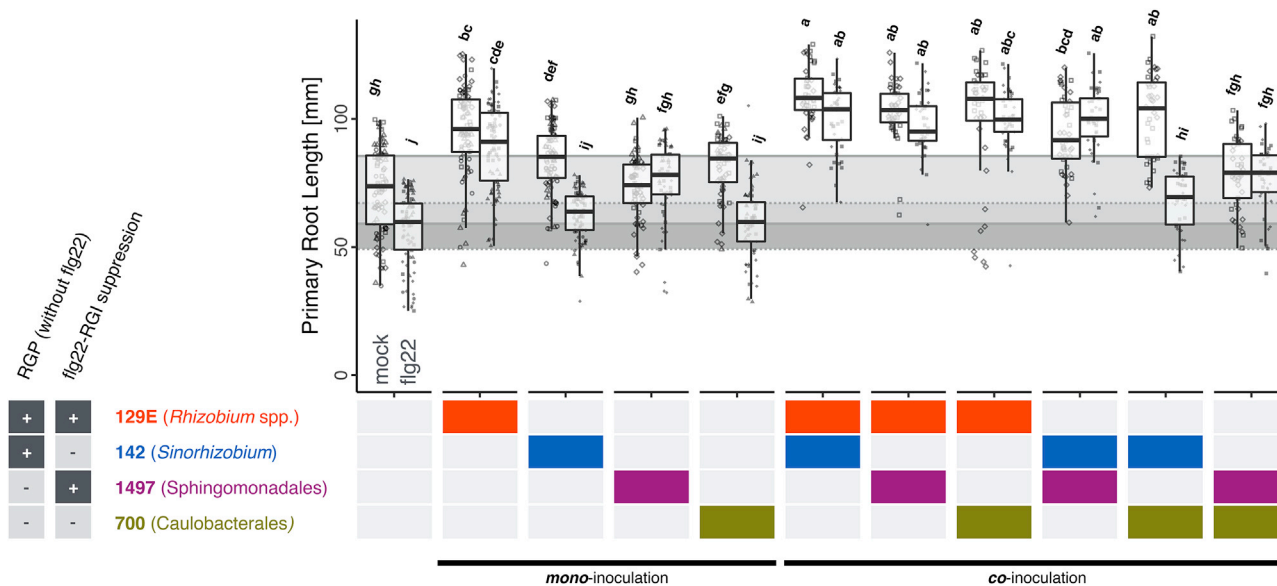 a
ab
bc
cde
def
gh
j
ij
gh
fgh
efg
ij
ab
ab
ab
abc
bcd
ab
ab
hi
fgh
fgh
Primary Root Length [mm]
100
50
0
mock
flg22
RGP (without flg22)
flg22-RGI suppression
+ + 129E (Rhizobium spp.)
+ - 142 (Sinorhizobium)
- + 1497 (Sphingomonadales)
- - 700 (Caulobacterales)
mono-inoculation
co-inoculation